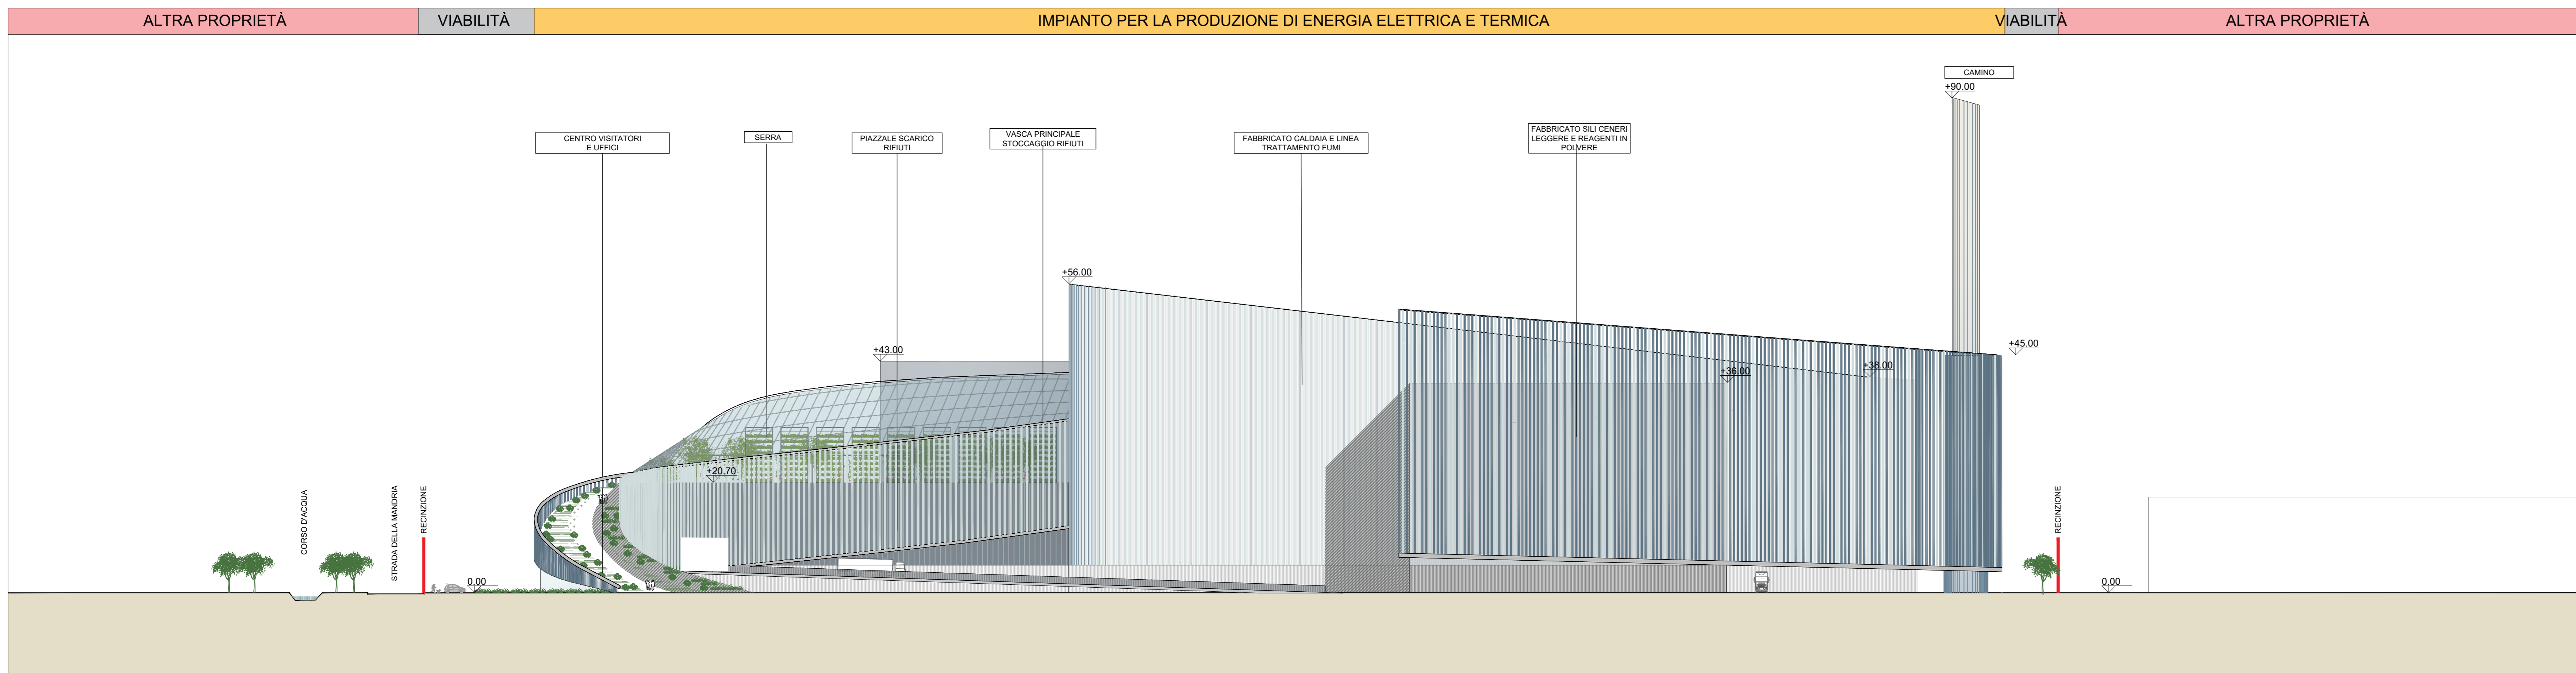 ALTRA PROPRIETÀ
VIABILITÀ
IMPIANTO PER LA PRODUZIONE DI ENERGIA ELETTRICA E TERMICA
VIABILITÀ
ALTRA PROPRIETÀ
CAMINO
+90.00
CENTRO VISITATORI
E UFFICI
SERRA
PIAZZALE SCARICO
RIFIUTI
VASCA PRINCIPALE
STOCCAGGIO RIFIUTI
FABBRICATO CALDAIA E LINEA
TRATTAMENTO FUMI
FABBRICATO SILI CENERI
LEGGERE E REAGENTI IN
POLVERE
+56.00
+43.00
+45.00
+38.00
+36.00
+20.70
CORSO D'ACQUA
STRADA DELLA MANDRIA
RECINZIONE
RECINZIONE
0.00
0.00